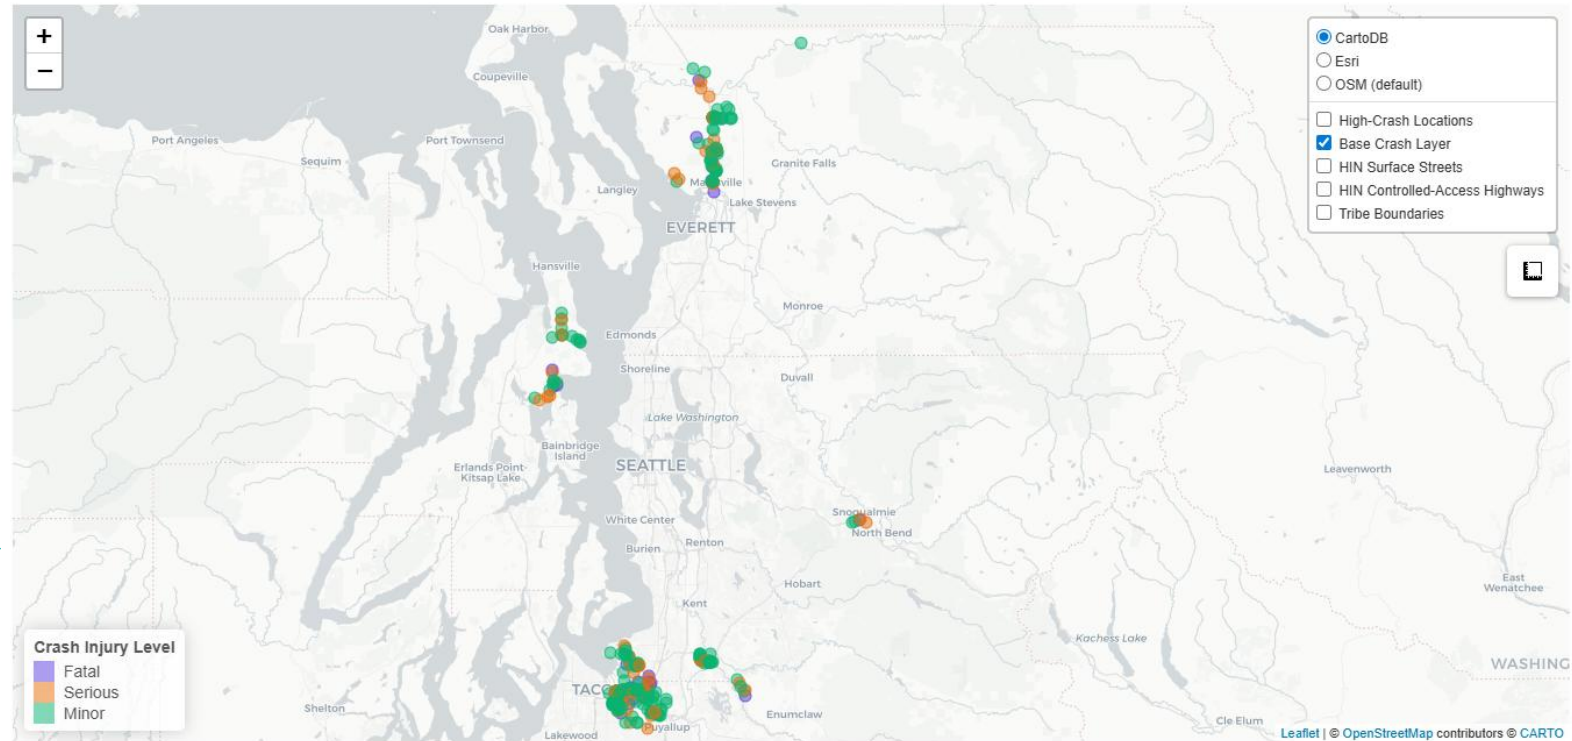 +
−
Oak Harbor
Coupeville
Port Angeles
Port Townsend
Sequim
Granite Falls
Langley
Lake Stevens
EVERETT
Hansville
Monroe
Edmonds
Shoreline
Duvall
Lake Washington
Bainbridge
Island
Erlands Point-
Kitsap Lake
SEATTLE
Leavenworth
White Center
Snoqualmie
North Bend
Burien
Renton
Hobart
East
Wenatchee
Kent
Kachess Lake
WASHING
Shelton
Enumclaw
Cle Elum
Lakewood
CartoDB
Esri
OSM (default)
High-Crash Locations
Base Crash Layer
HIN Surface Streets
HIN Controlled-Access Highways
Tribe Boundaries
Crash Injury Level
Fatal
Serious
Minor
Leaflet | © OpenStreetMap contributors © CARTO